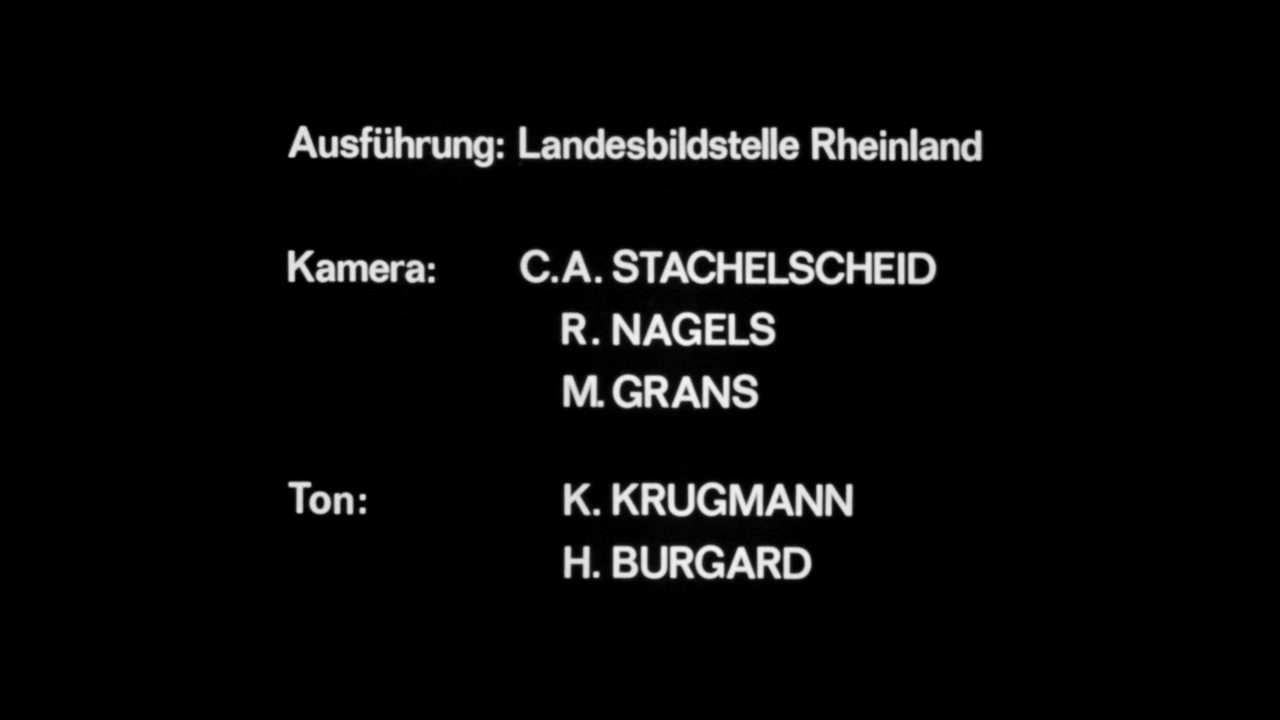 Ausführung: Landesbildstelle Rheinland
Kamera: C.A. STACHELSCHEID
R. NAGELS
M. GRANS
Ton: K. KRUGMANN
H. BURGARD